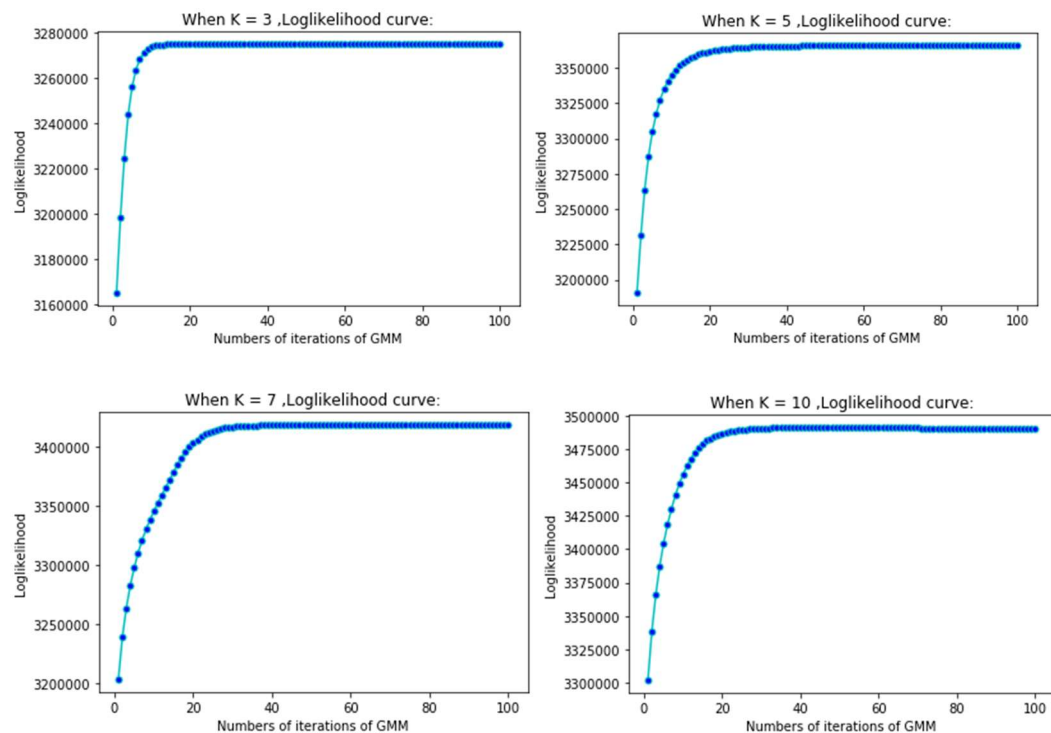 When K = 3 ,Loglikelihood curve:
3280000
3260000
3240000
3220000
3200000
3180000
3160000
Loglikelihood
0 20 40 60 80 100
Numbers of iterations of GMM
When K = 5 ,Loglikelihood curve:
3350000
3325000
3300000
3275000
3250000
3225000
3200000
Loglikelihood
0 20 40 60 80 100
Numbers of iterations of GMM
When K = 7 ,Loglikelihood curve:
3400000
3350000
3300000
3250000
3200000
Loglikelihood
0 20 40 60 80 100
Numbers of iterations of GMM
When K = 10 ,Loglikelihood curve:
3500000
3475000
3450000
3425000
3400000
3375000
3350000
3325000
3300000
Loglikelihood
0 20 40 60 80 100
Numbers of iterations of GMM